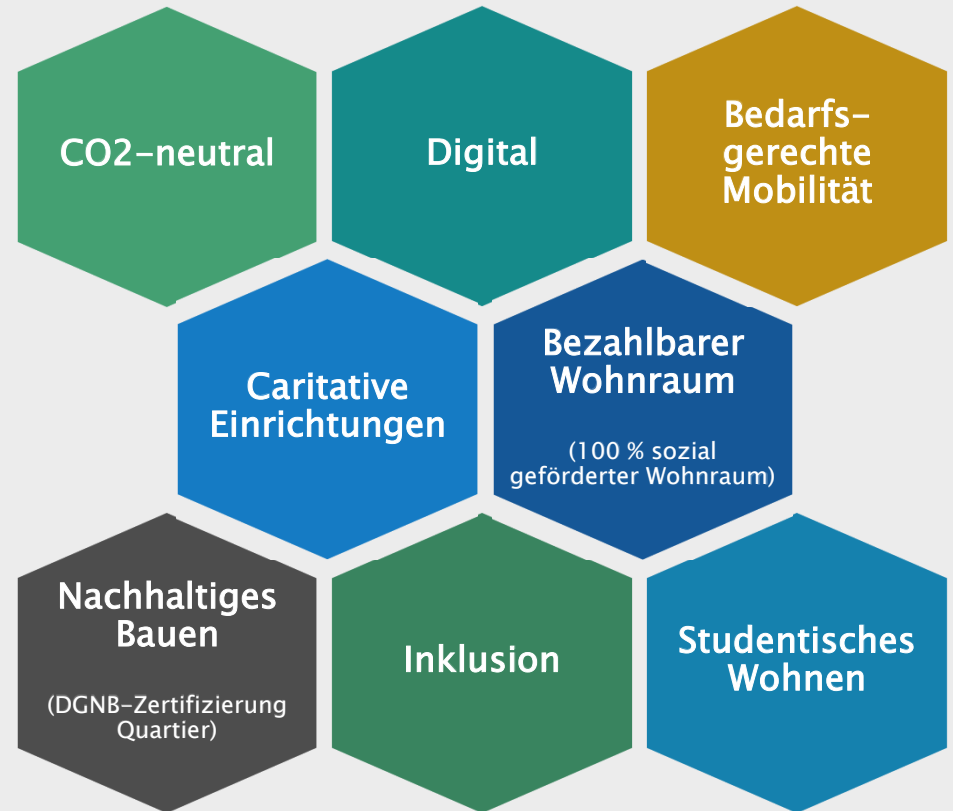 CO2-neutral
Digital
Bedarfs-
gerechte
Mobilität
Caritative
Einrichtungen
Bezahlbarer
Wohnraum
(100 % sozial
geförderter Wohnraum)
Nachhaltiges
Bauen
(DGNB-Zertifizierung
Quartier)
Inklusion
Studentisches
Wohnen